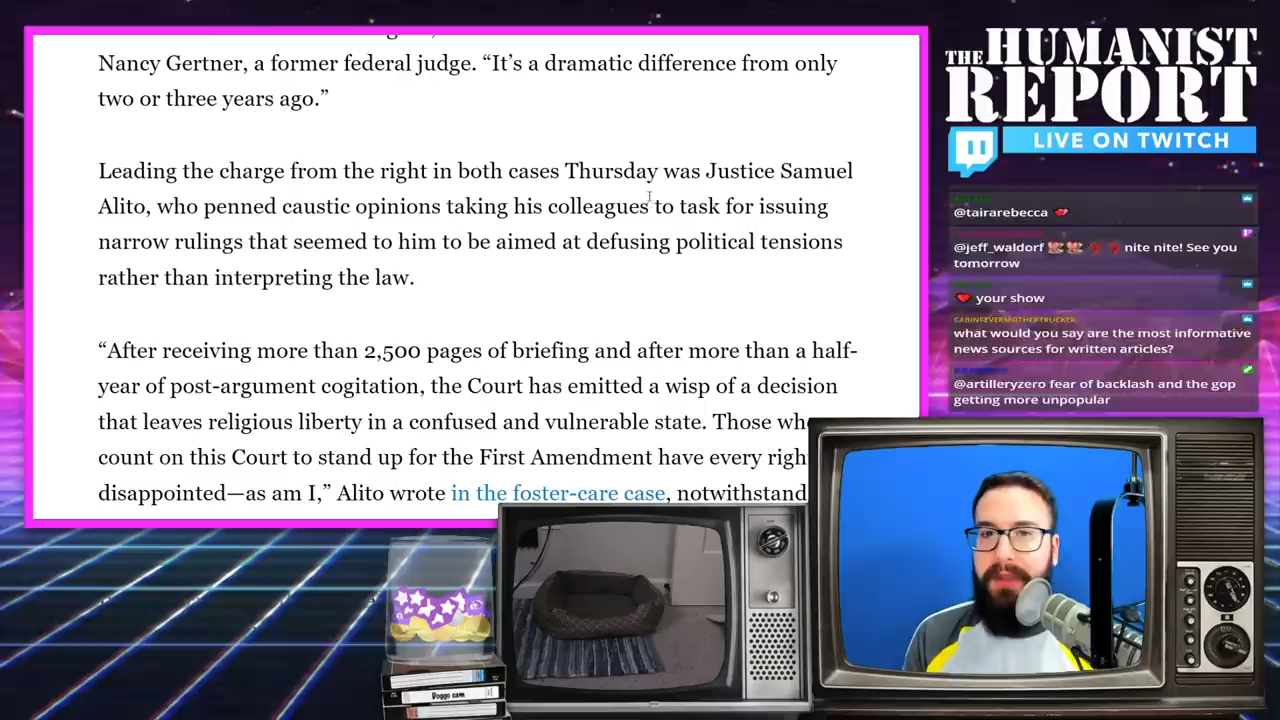 Nancy Gertner, a former federal judge. “It’s a dramatic difference from only
two or three years ago.”
Leading the charge from the right in both cases Thursday was Justice Samuel
Alito, who penned caustic opinions taking his colleagues to task for issuing
narrow rulings that seemed to him to be aimed at defusing political tensions
rather than interpreting the law.
“After receiving more than 2,500 pages of briefing and after more than a half-
year of post-argument cogitation, the Court has emitted a wisp of a decision
that leaves religious liberty in a confused and vulnerable state. Those who
count on this Court to stand up for the First Amendment have every righ
disappointed—as am I,” Alito wrote in the foster-care case, notwithstand
THE HUMANIST
REPORT
LIVE ON TWITCH
@tairarebecca
@jeff_waldorf nite nite! See you
tomorrow
your show
CABINFEVERMOTHERTRUCKER
what would you say are the most informative
news sources for written articles?
@artilleryzero fear of backlash and the gop
getting more unpopular
Doggo cam